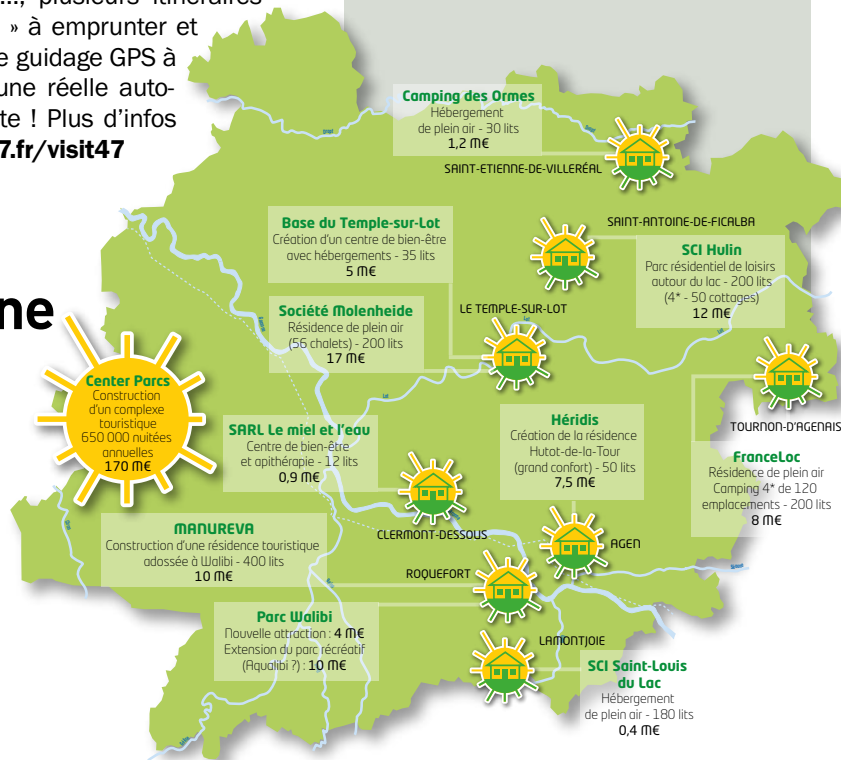 ..., plusieurs itinéraires
» à emprunter et
e guidage GPS à
une réelle auto-
te ! Plus d'infos
7.fr/visit47
ne
Camping des Ormes
Hébergement
de plein air - 30 lits
1,2 M€
SAINT-ETIENNE-DE-VILLERÉAL
Base du Temple-sur-Lot
Création d'un centre de bien-être
avec hébergements - 35 lits
5 M€
SAINT-ANTOINE-DE-FICALBA
SCI Hulin
Parc résidentiel de loisirs
autour du lac - 200 lits
(4* - 50 cottages)
12 M€
Société Molenheide
Résidence de plein air
(56 chalets) - 200 lits
17 M€
LE TEMPLE-SUR-LOT
Center Parcs
Construction
d'un complexe
touristique
650 000 nuitées
annuelles
170 M€
TOURNON-D'AGENAIS
FranceLoc
Résidence de plein air
Camping 4* de 120
emplacements - 200 lits
8 M€
SARL Le miel et l'eau
Centre de bien-être
et apithérapie - 12 lits
0,9 M€
CLERMONT-DESSOUS
Héridis
Création de la résidence
Hutot-de-la-Tour
(grand confort) - 50 lits
7,5 M€
AGEN
MANUREVA
Construction d'une résidence touristique
adossée à Walibi - 400 lits
10 M€
ROQUEFORT
Parc Walibi
Nouvelle attraction : 4 M€
Extension du parc récréatif
(Aqualibi ?) : 10 M€
LAMONTJOIE
SCI Saint-Louis
du Lac
Hébergement
de plein air - 180 lits
0,4 M€
Lot
Lot